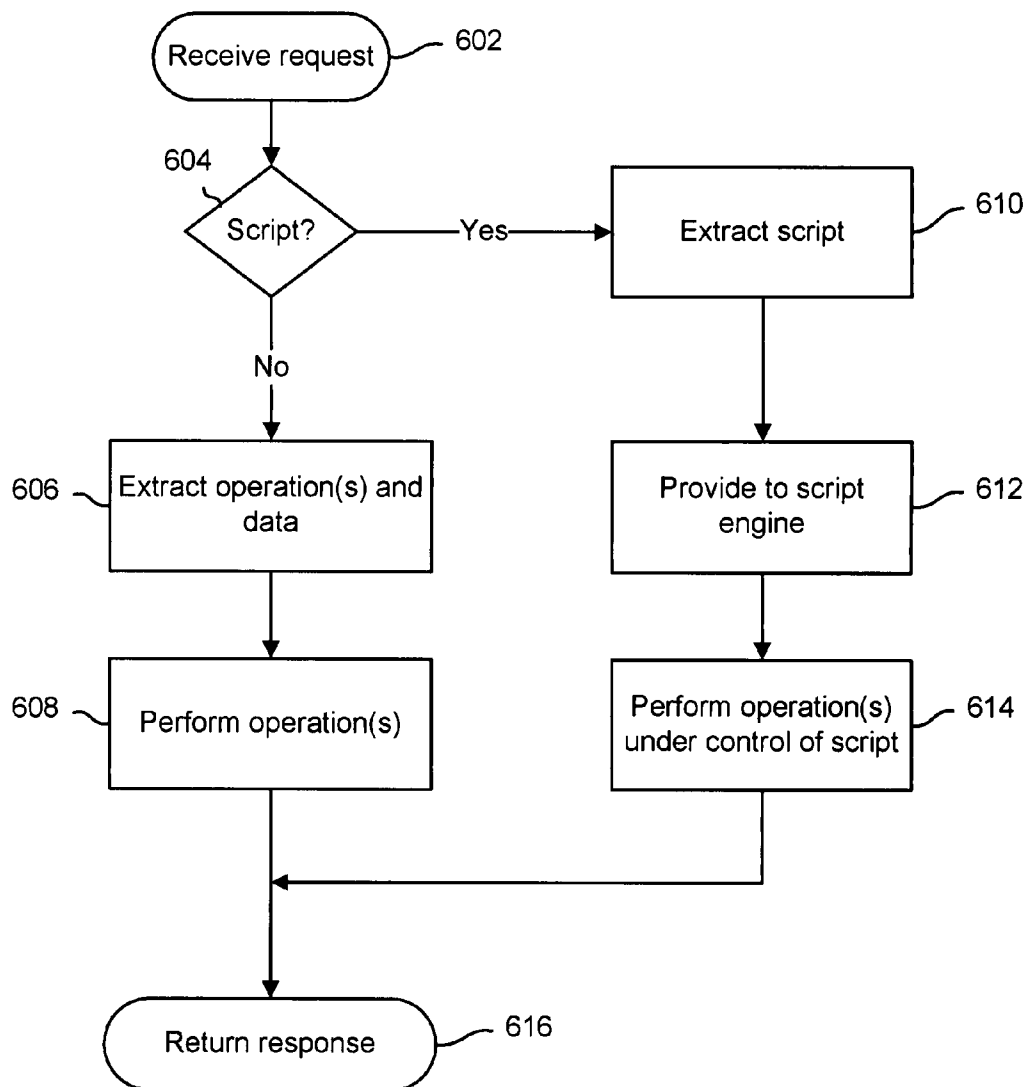 Receive request
602
604
Script?
Yes
Extract script
610
No
606
Extract operation(s) and
data
Provide to script
engine
612
608
Perform operation(s)
Perform operation(s)
under control of script
614
Return response
616